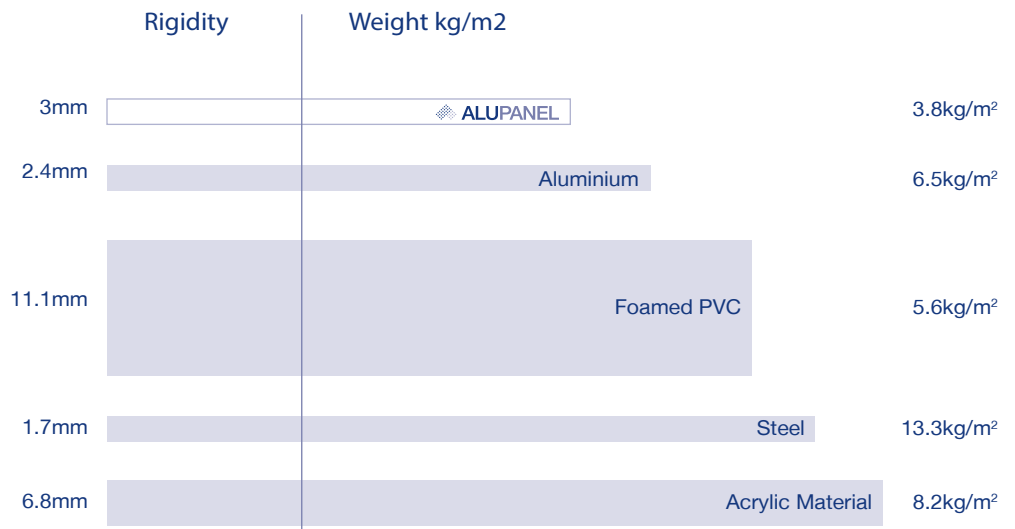 Rigidity Weight kg/m2
3mm ALUPANEL 3.8kg/m²
2.4mm Aluminium 6.5kg/m²
11.1mm Foamed PVC 5.6kg/m²
1.7mm Steel 13.3kg/m²
6.8mm Acrylic Material 8.2kg/m²